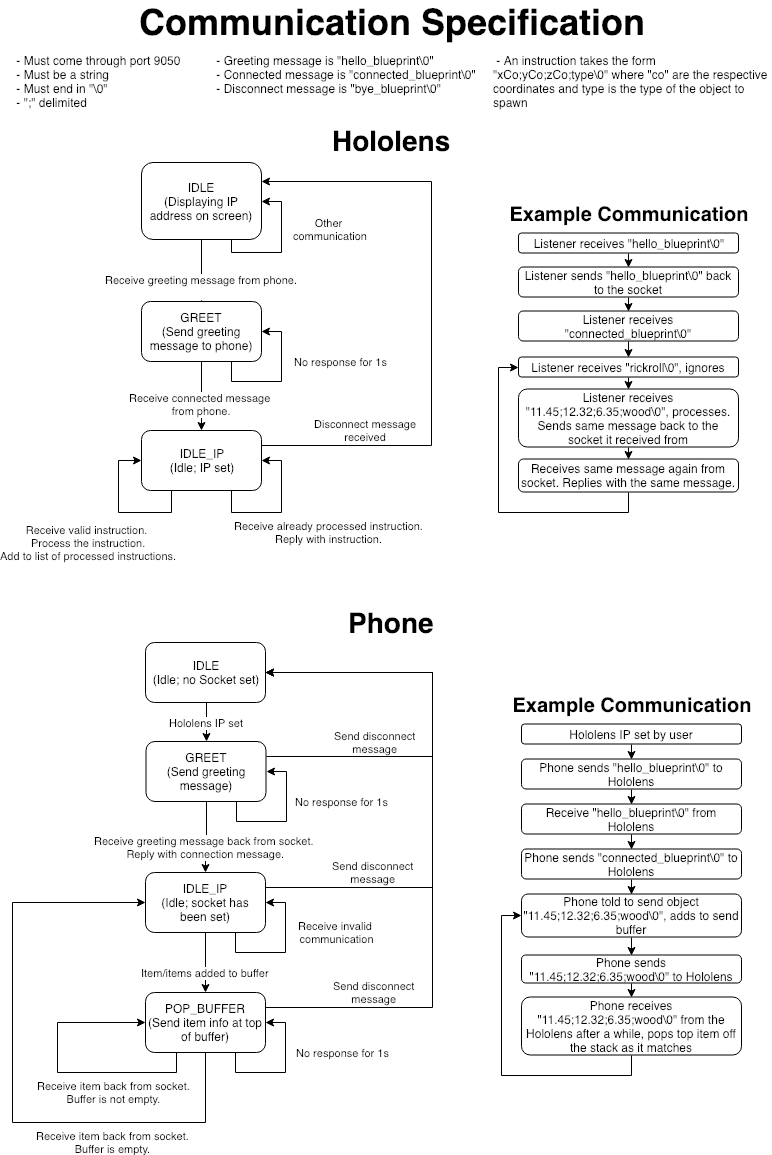 Communication Specification
- Must come through port 9050
- Must be a string
- Must end in "\0"
- ";" delimited
- Greeting message is "hello_blueprint\0"
- Connected message is "connected_blueprint\0"
- Disconnect message is "bye_blueprint\0"
- An instruction takes the form
"xCo;yCo;zCo;type\0" where "co" are the respective
coordinates and type is the type of the object to
spawn
Hololens
IDLE
(Displaying IP
address on screen)
Other
communication
Receive greeting message from phone.
GREET
(Send greeting
message to phone)
No response for 1s
Receive connected message
from phone.
Disconnect message
received
IDLE_IP
(Idle; IP set)
Receive valid instruction.
Process the instruction.
Add to list of processed instructions.
Receive already processed instruction.
Reply with instruction.
Example Communication
Listener receives "hello_blueprint\0"
Listener sends "hello_blueprint\0" back
to the socket
Listener receives
"connected_blueprint\0"
Listener receives "rickroll\0", ignores
Listener receives
"11.45;12.32;6.35;wood\0", processes.
Sends same message back to the
socket it received from
Receives same message again from
socket. Replies with the same message.
Phone
IDLE
(Idle; no Socket set)
Hololens IP set
Send disconnect
message
GREET
(Send greeting
message)
No response for 1s
Receive greeting message back from socket.
Reply with connection message.
Send disconnect
message
IDLE_IP
(Idle; socket has
been set)
Receive invalid
communication
Item/items added to buffer
Send disconnect
message
POP_BUFFER
(Send item info at top
of buffer)
No response for 1s
Receive item back from socket.
Buffer is not empty.
Receive item back from socket.
Buffer is empty.
Example Communication
Hololens IP set by user
Phone sends "hello_blueprint\0" to
Hololens
Receive "hello_blueprint\0" from
Hololens
Phone sends "connected_blueprint\0" to
Hololens
Phone told to send object
"11.45;12.32;6.35;wood\0", adds to send
buffer
Phone sends
"11.45;12.32;6.35;wood\0" to Hololens
Phone receives
"11.45;12.32;6.35;wood\0" from the
Hololens after a while, pops top item off
the stack as it matches